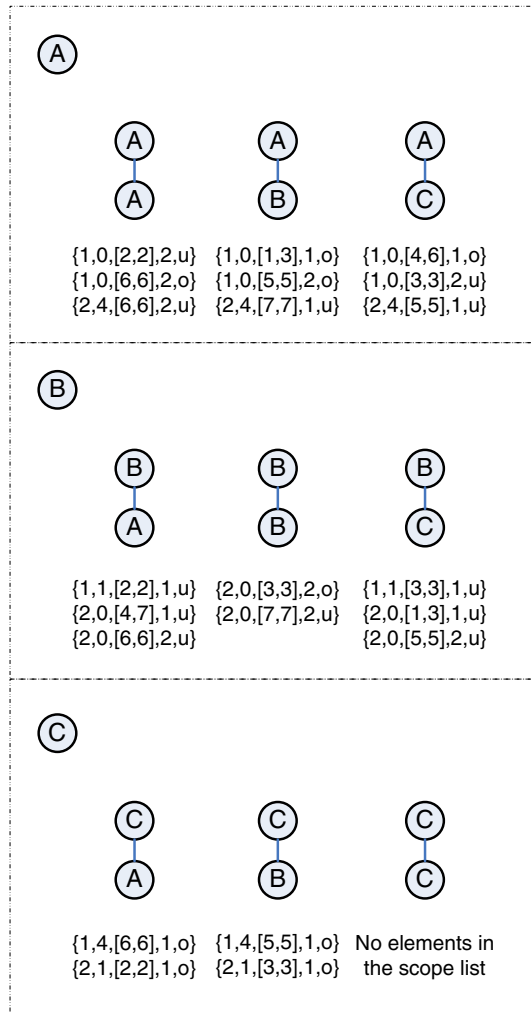 A
A A A
A B C
{1,0,[2,2],2,u} {1,0,[1,3],1,o} {1,0,[4,6],1,o}
{1,0,[6,6],2,o} {1,0,[5,5],2,o} {1,0,[3,3],2,u}
{2,4,[6,6],2,u} {2,4,[7,7],1,u} {2,4,[5,5],1,u}
B
B B B
A B C
{1,1,[2,2],1,u} {2,0,[3,3],2,o} {1,1,[3,3],1,u}
{2,0,[4,7],1,u} {2,0,[7,7],2,u} {2,0,[1,3],1,u}
{2,0,[6,6],2,u} {2,0,[5,5],2,u}
C
C C C
A B C
{1,4,[6,6],1,o} {1,4,[5,5],1,o} No elements in
{2,1,[2,2],1,o} {2,1,[3,3],1,o} the scope list